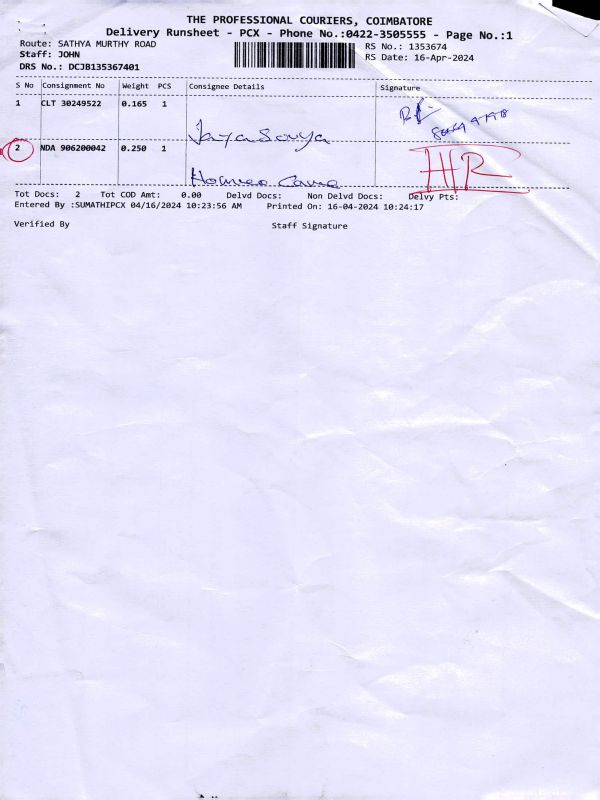 THE PROFESSIONAL COURIERS, COIMBATORE
Delivery Runsheet - PCX - Phone No.:0422-3505555 - Page No.:1
Route: SATHYA MURTHY ROAD
Staff: JOHN
DRS No.: DCJB135367401
RS No.: 1353674
RS Date: 16-Apr-2024
S No Consignment No Weight PCS Consignee Details Signature
1 CLT 30249522 0.165 1
2 NDA 906200042 0.250 1
HR
Tot Docs: 2 Tot COD Amt: 0.00 Delvd Docs: Non Delvd Docs: Delvy Pts:
Entered By :SUMATHIPCX 04/16/2024 10:23:56 AM Printed On: 16-04-2024 10:24:17
Verified By Staff Signature